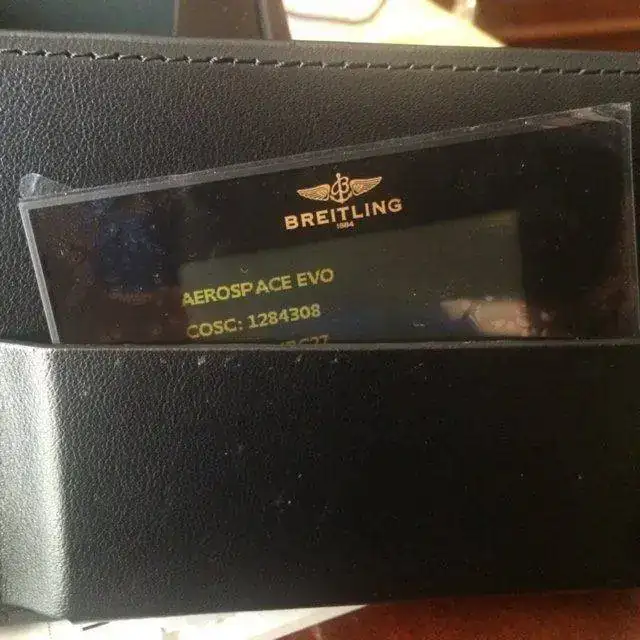 BREITLING
1884
AEROSPACE EVO
COSC: 1284308